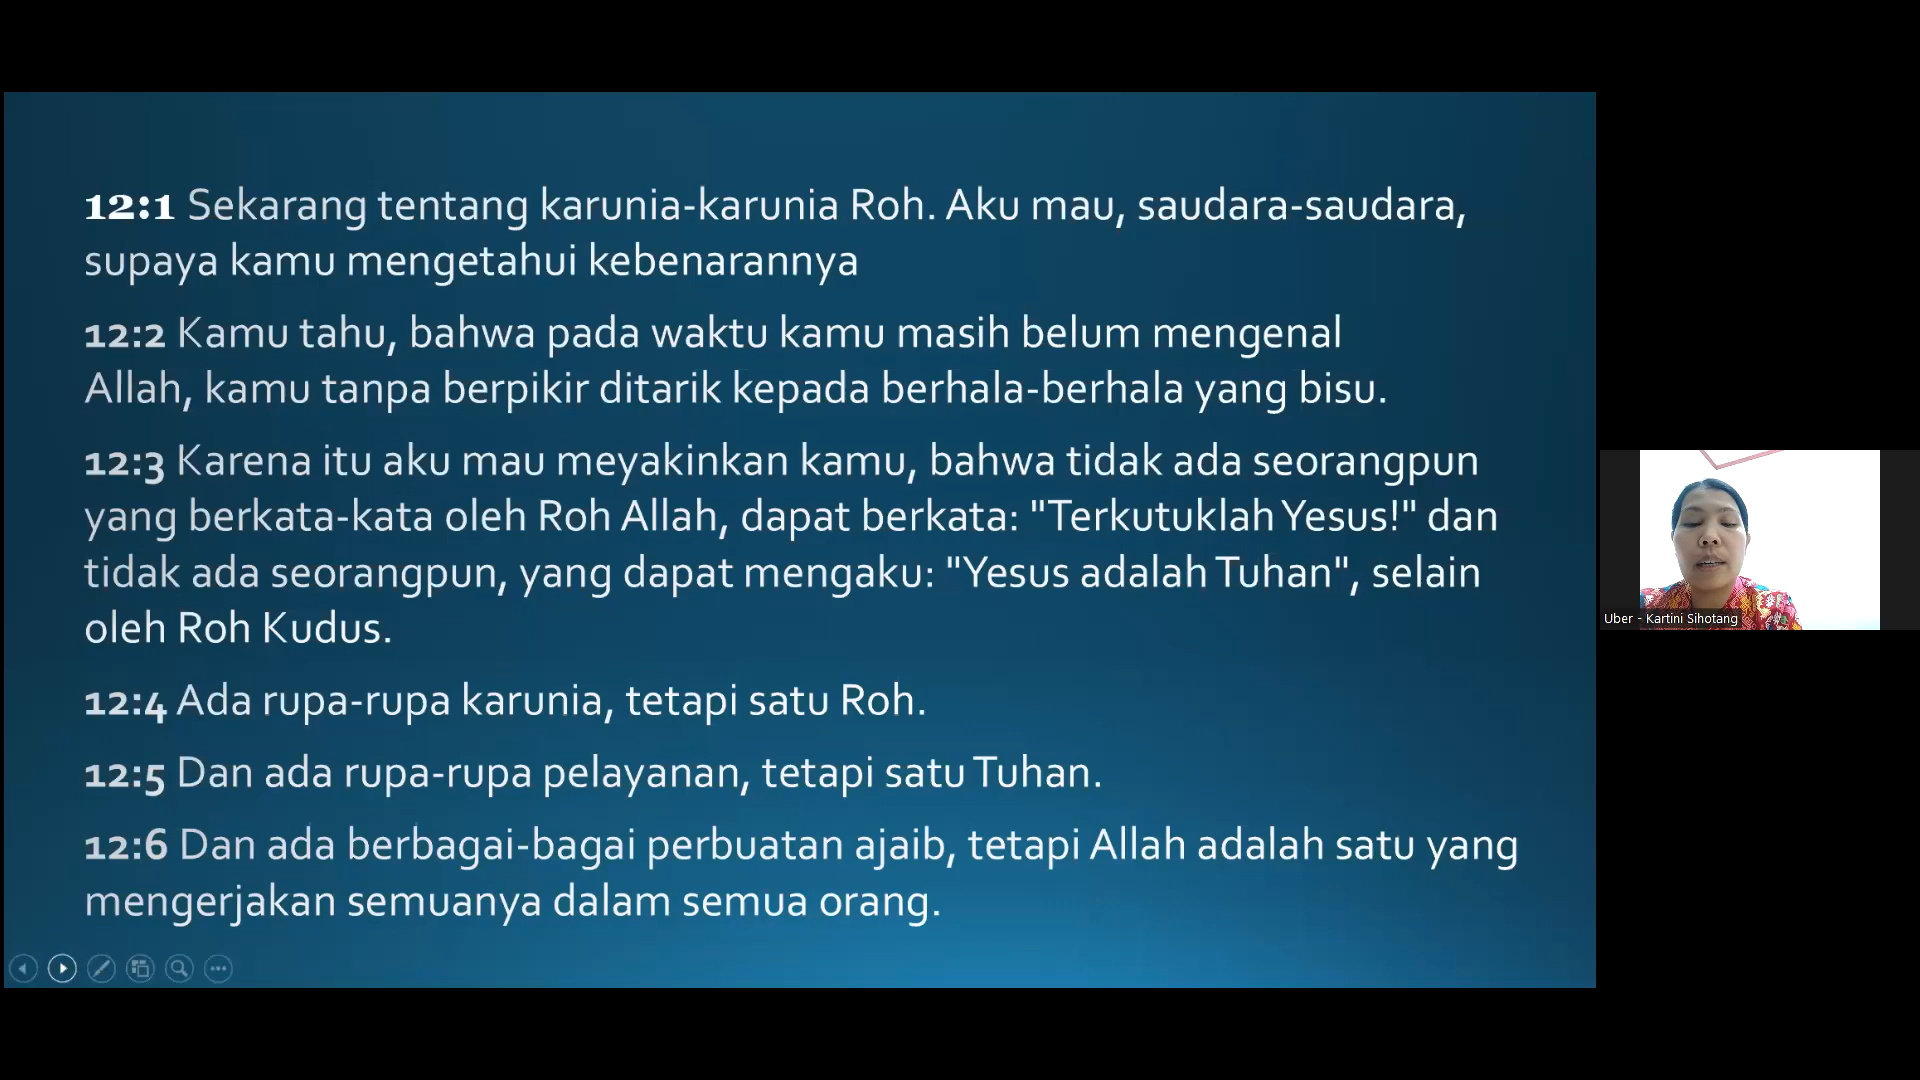 12:1 Sekarang tentang karunia-karunia Roh. Aku mau, saudara-saudara,
supaya kamu mengetahui kebenarannya
12:2 Kamu tahu, bahwa pada waktu kamu masih belum mengenal
Allah, kamu tanpa berpikir ditarik kepada berhala-berhala yang bisu.
12:3 Karena itu aku mau meyakinkan kamu, bahwa tidak ada seorangpun
yang berkata-kata oleh Roh Allah, dapat berkata: "Terkutuklah Yesus!" dan
tidak ada seorangpun, yang dapat mengaku: "Yesus adalah Tuhan", selain
oleh Roh Kudus.
12:4 Ada rupa-rupa karunia, tetapi satu Roh.
12:5 Dan ada rupa-rupa pelayanan, tetapi satu Tuhan.
12:6 Dan ada berbagai-bagai perbuatan ajaib, tetapi Allah adalah satu yang
mengerjakan semuanya dalam semua orang.
Uber - Kartini Sihotang